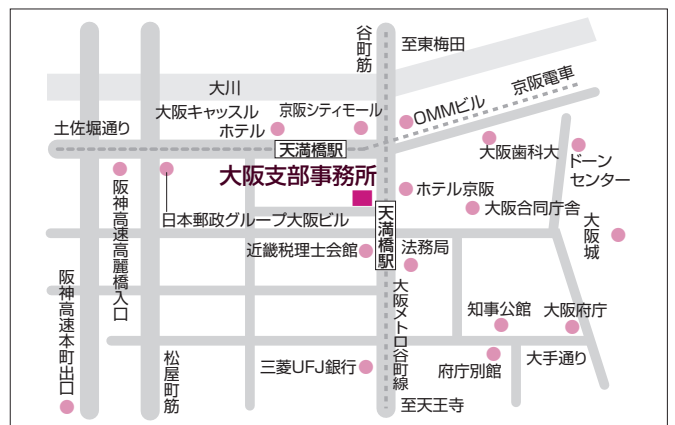 谷町筋
至東梅田
大川
京阪電車
OMMビル
大阪キャッスル
ホテル
京阪シティモール
土佐堀通り
天満橋駅
大阪歯科大
ドーン
センター
大阪支部事務所
ホテル京阪
阪神高速高麗橋入口
日本郵政グループ大阪ビル
天満橋駅
大阪合同庁舎
大阪城
近畿税理士会館
法務局
阪神高速本町出口
大阪メトロ谷町線
知事公館
大阪府庁
松屋町筋
三菱UFJ銀行
府庁別館
大手通り
至天王寺